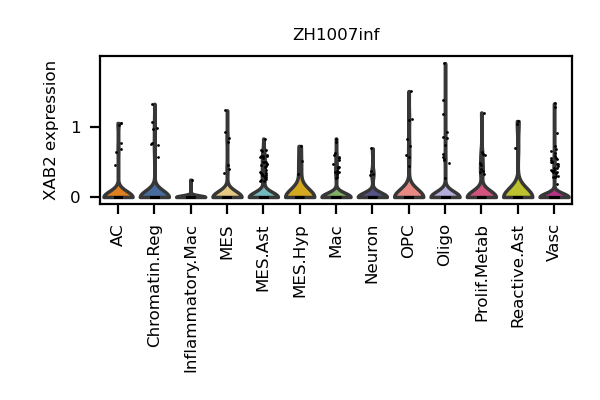 ZH1007inf
XAB2 expression
1
0
AC
Chromatin.Reg
Inflammatory.Mac
MES
MES.Ast
MES.Hyp
Mac
Neuron
OPC
Oligo
Prolif.Metab
Reactive.Ast
Vasc